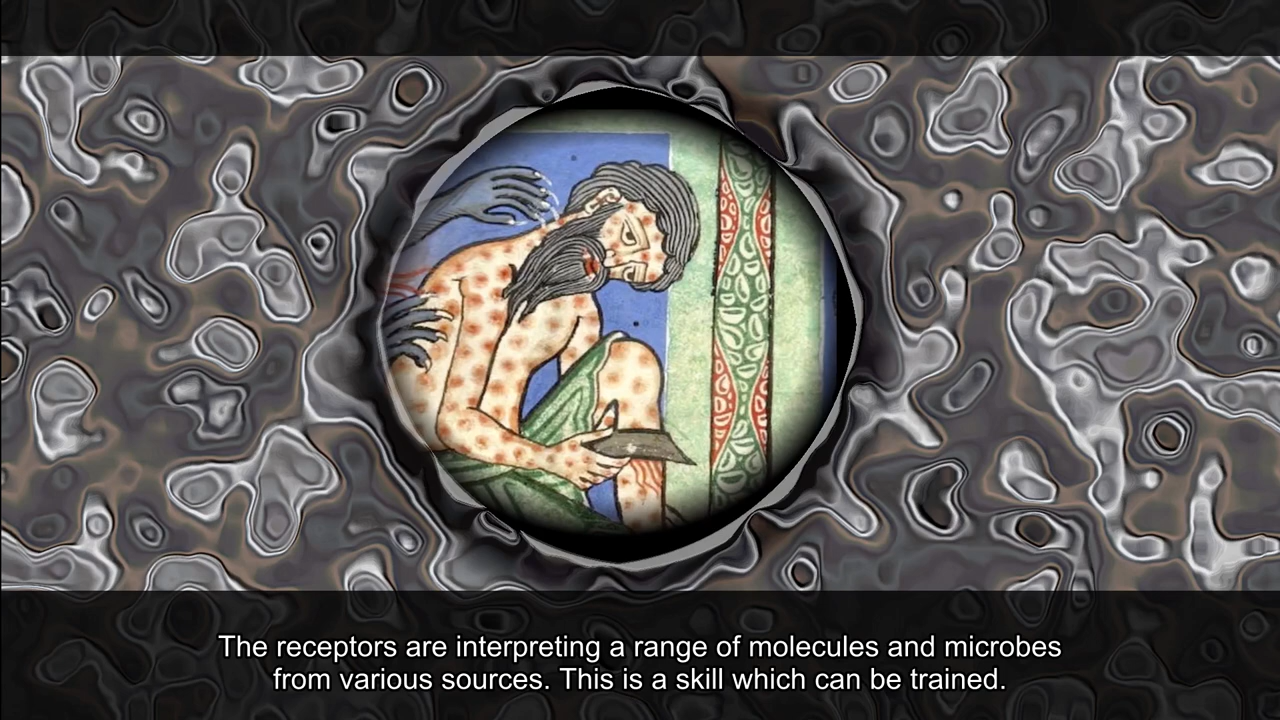 The receptors are interpreting a range of molecules and microbes
from various sources. This is a skill which can be trained.